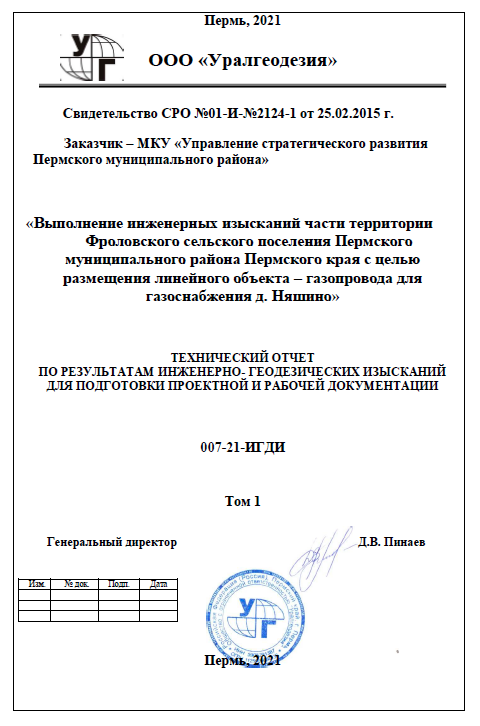 Пермь, 2021
УГ
ООО «Уралгеодезия»
Свидетельство СРО №01-И-№2124-1 от 25.02.2015 г.
Заказчик – МКУ «Управление стратегического развития
Пермского муниципального района»
«Выполнение инженерных изысканий части территории
Фроловского сельского поселения Пермского
муниципального района Пермского края с целью
размещения линейного объекта – газопровода для
газоснабжения д. Няшино»
ТЕХНИЧЕСКИЙ ОТЧЕТ
ПО РЕЗУЛЬТАТАМ ИНЖЕНЕРНО- ГЕОДЕЗИЧЕСКИХ ИЗЫСКАНИЙ
ДЛЯ ПОДГОТОВКИ ПРОЕКТНОЙ И РАБОЧЕЙ ДОКУМЕНТАЦИИ
007-21-ИГДИ
Том 1
Генеральный директор Д.В. Пинаев
Изм. № док. Подп. Дата
УГ
Пермь, 2021